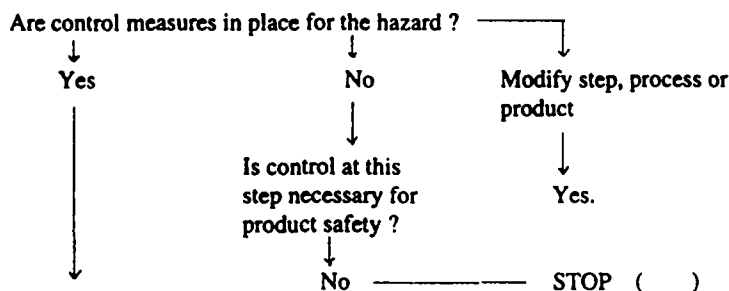 Are control measures in place for the hazard ?
Yes
No
Modify step, process or
product
Is control at this
step necessary for
product safety ?
Yes.
No
STOP ( )